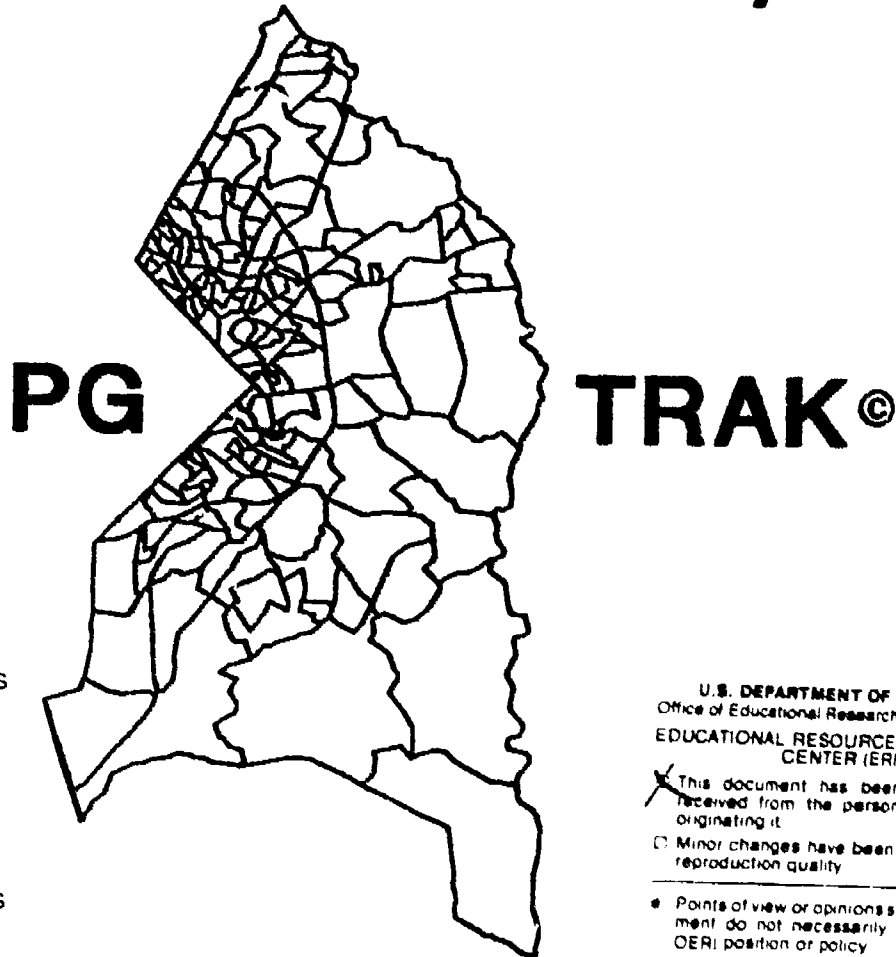 PG TRAK ©
S
S
U.S. DEPARTMENT OF
Office of Educational Research
EDUCATIONAL RESOURCE
CENTER (ERI
This document has been
received from the person
originating it
Minor changes have been
reproduction quality
Points of view or opinions s
ment do not necessarily
OERI position or policy